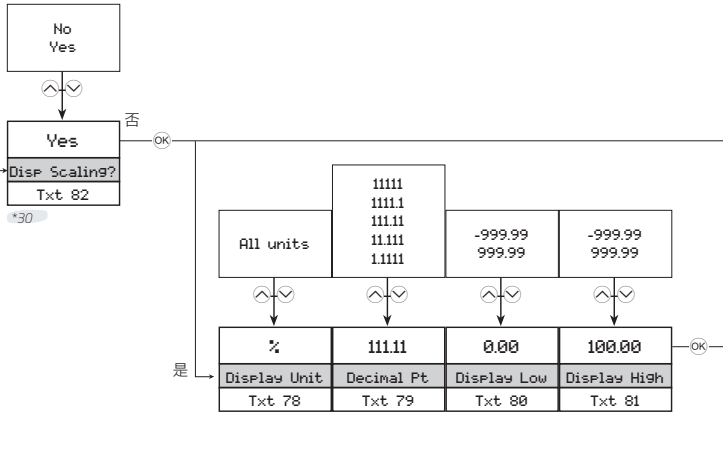 No
Yes
否
Yes
OK
Disp Scaling?
Txt 82
*30
All units
11111
1111.1
111.11
11.111
1.1111
-999.99
999.99
-999.99
999.99
%
111.11
0.00
100.00
OK
是
Display Unit
Decimal Pt
Display Low
Display High
Txt 78
Txt 79
Txt 80
Txt 81